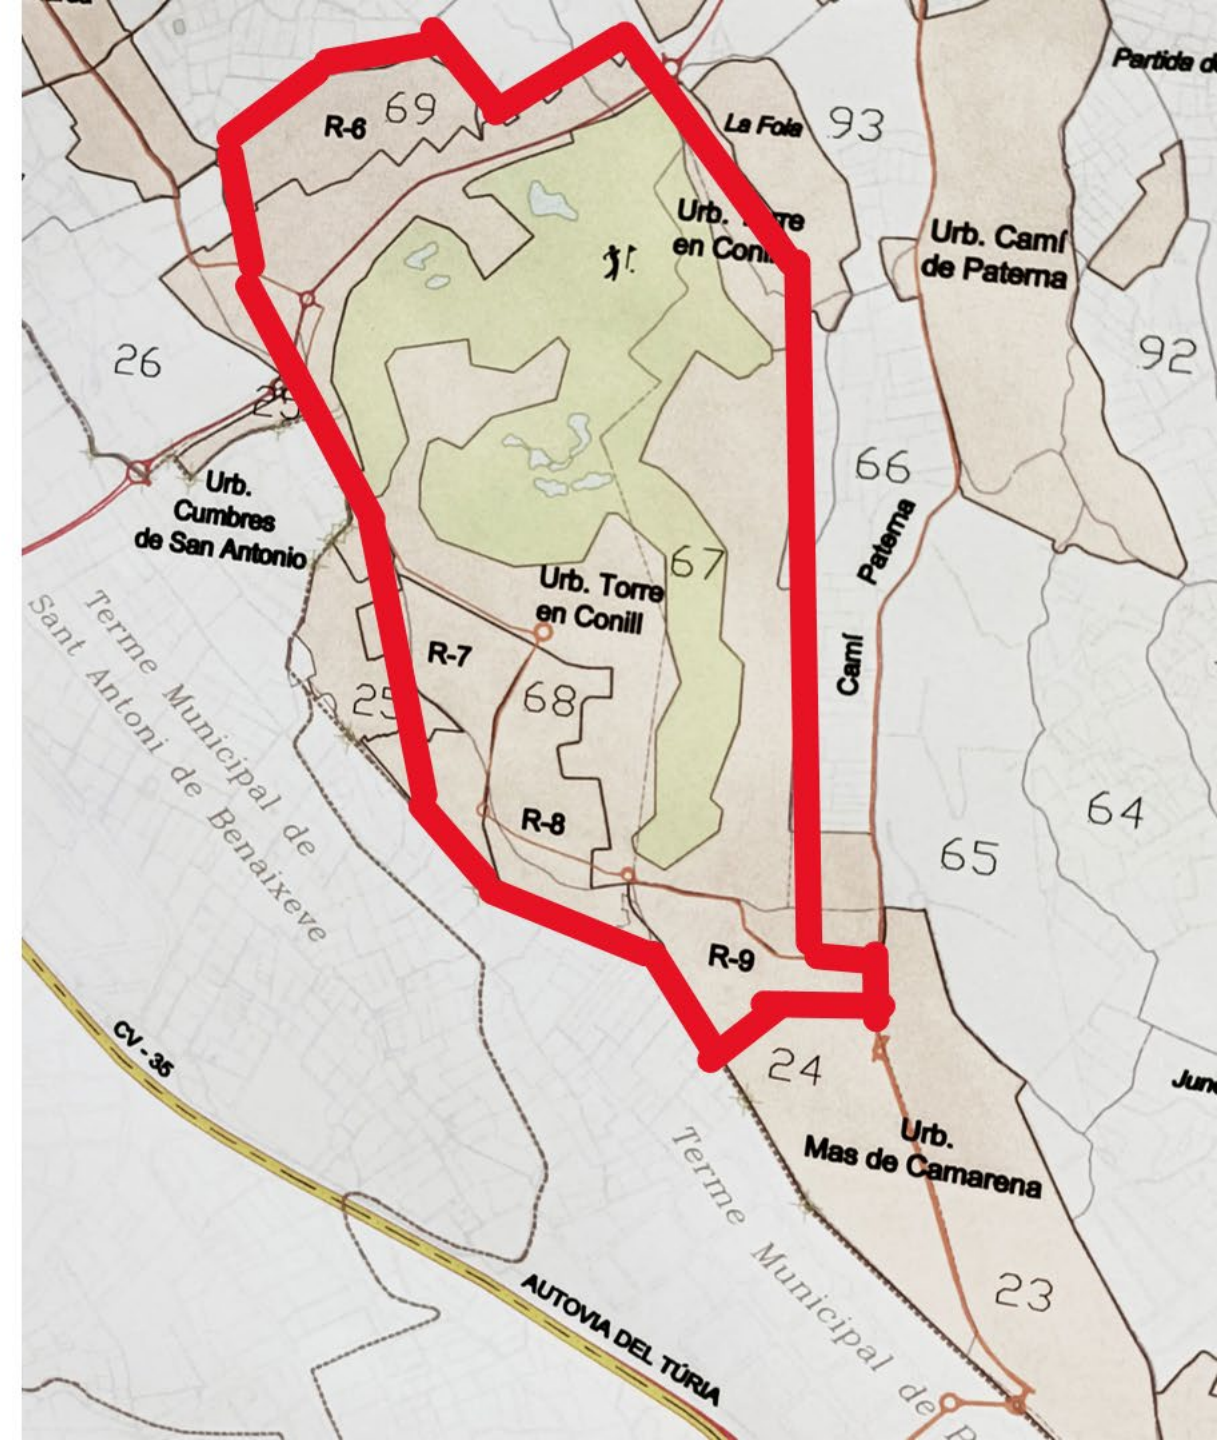 Partida d
R-6
69
La Foia
93
Urb. Torre
en Conill
Urb. Camí
de Paterna
26
92
25
Urb.
Cumbres
de San Antonio
66
Camí Paterna
67
Urb. Torre
en Conill
R-7
68
25
R-8
64
65
Terme Municipal de
Sant Antoni de Benaixeve
R-9
24
CV - 35
Urb.
Mas de Camarena
23
Terme Municipal de P
AUTOVIA DEL TÚRIA